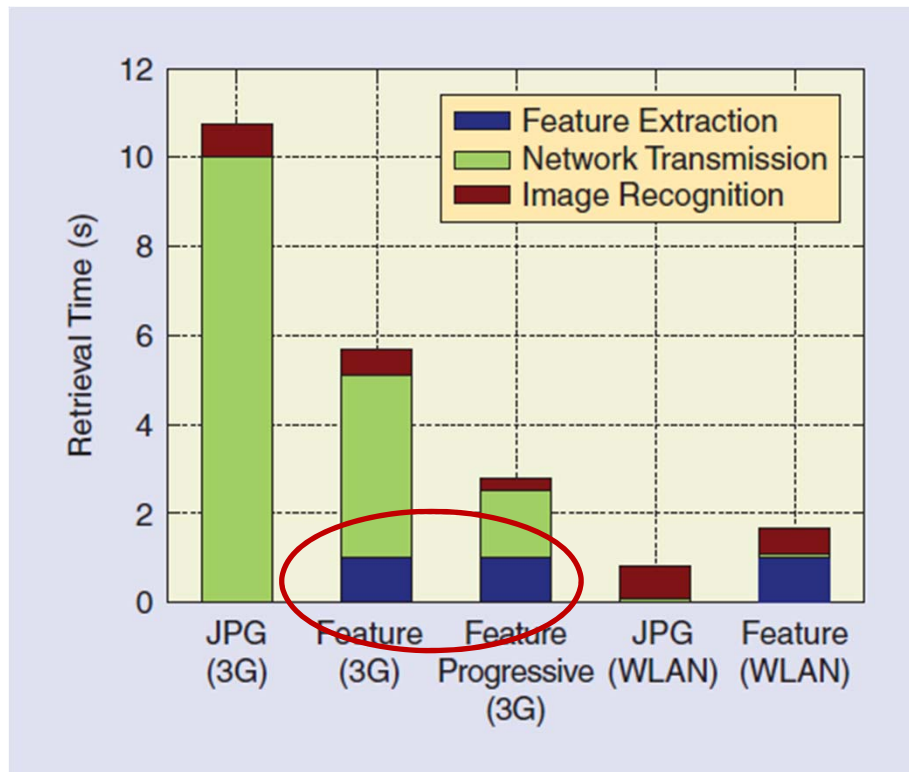 12
10
8
6
4
2
0
Retrieval Time (s)
Feature Extraction
Network Transmission
Image Recognition
JPG
(3G)
Feature
(3G)
Feature
Progressive
(3G)
JPG
(WLAN)
Feature
(WLAN)